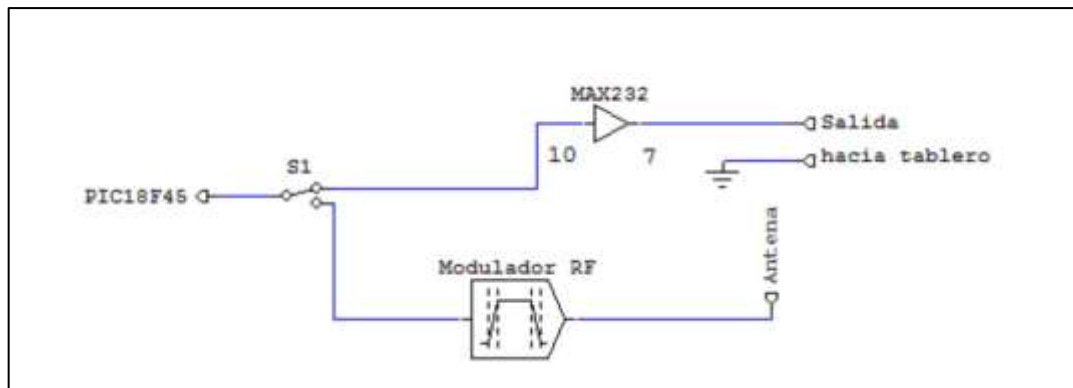 MAX232
Salida
10 7
hacia tablero
S1
PIC18F45
Antena
Modulador RF